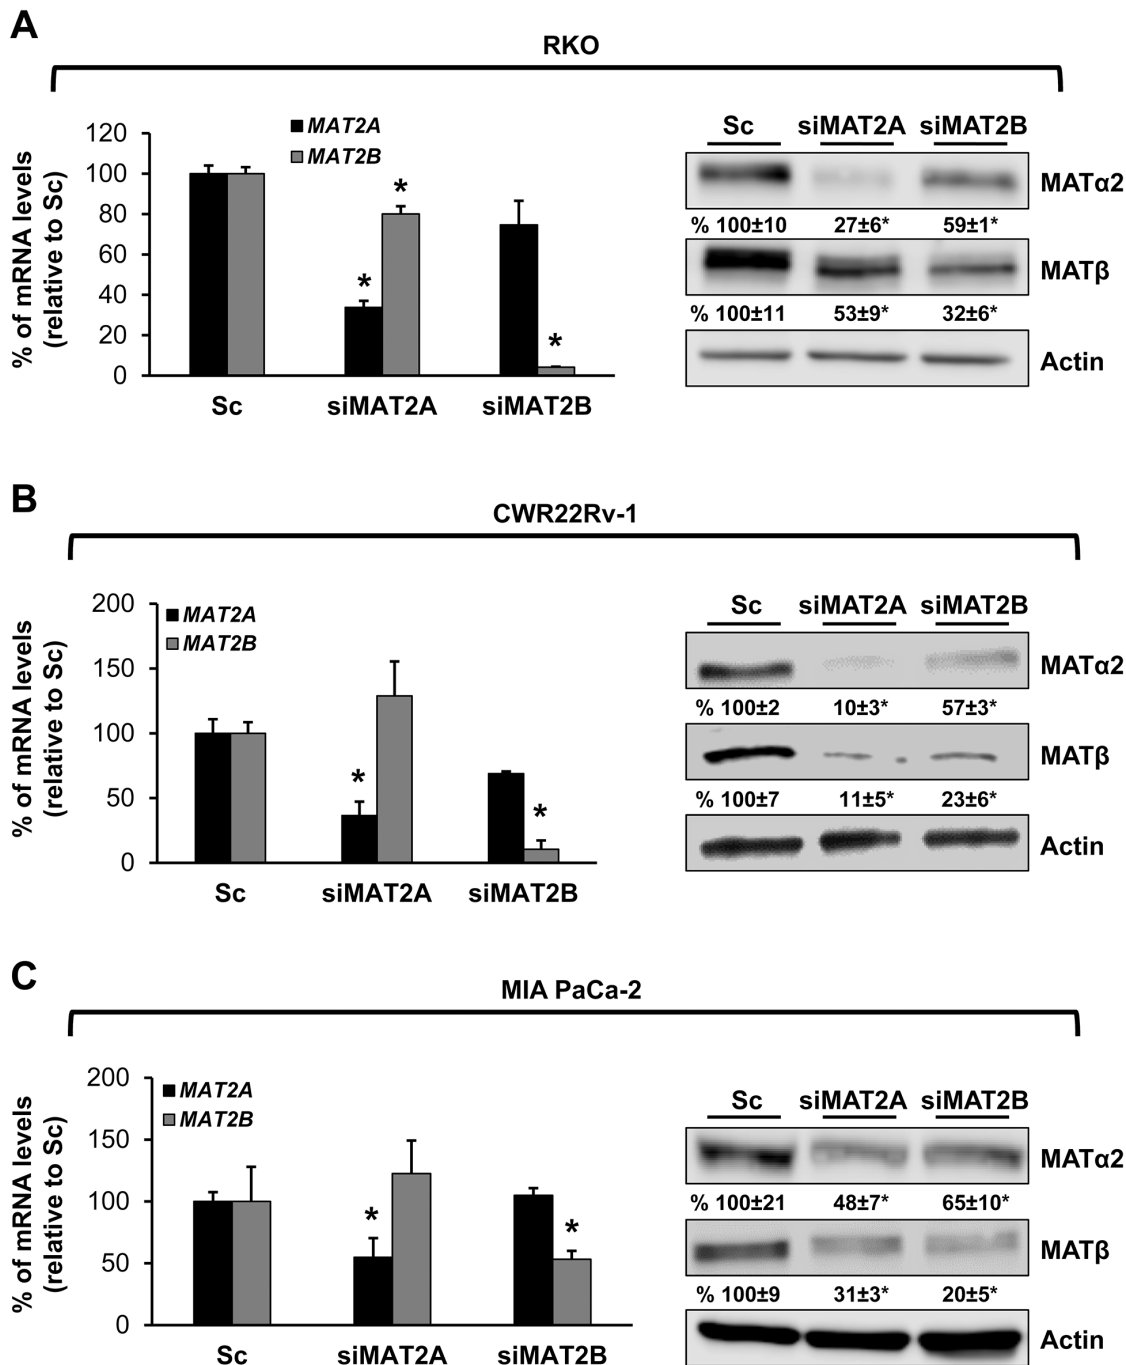 A
RKO
MAT2A
MAT2B
% of mRNA levels
(relative to Sc)
120
100
80
60
40
20
0
*
*
*
Sc
siMAT2A
siMAT2B
Sc
siMAT2A
siMAT2B
MATα2
% 100±10
27±6*
59±1*
MATβ
% 100±11
53±9*
32±6*
Actin
B
CWR22Rv-1
MAT2A
MAT2B
% of mRNA levels
(relative to Sc)
200
150
100
50
0
*
*
Sc
siMAT2A
siMAT2B
Sc
siMAT2A
siMAT2B
MATα2
% 100±2
10±3*
57±3*
MATβ
% 100±7
11±5*
23±6*
Actin
C
MIA PaCa-2
MAT2A
MAT2B
% of mRNA levels
(relative to Sc)
200
150
100
50
0
*
*
Sc
siMAT2A
siMAT2B
Sc
siMAT2A
siMAT2B
MATα2
% 100±21
48±7*
65±10*
MATβ
% 100±9
31±3*
20±5*
Actin